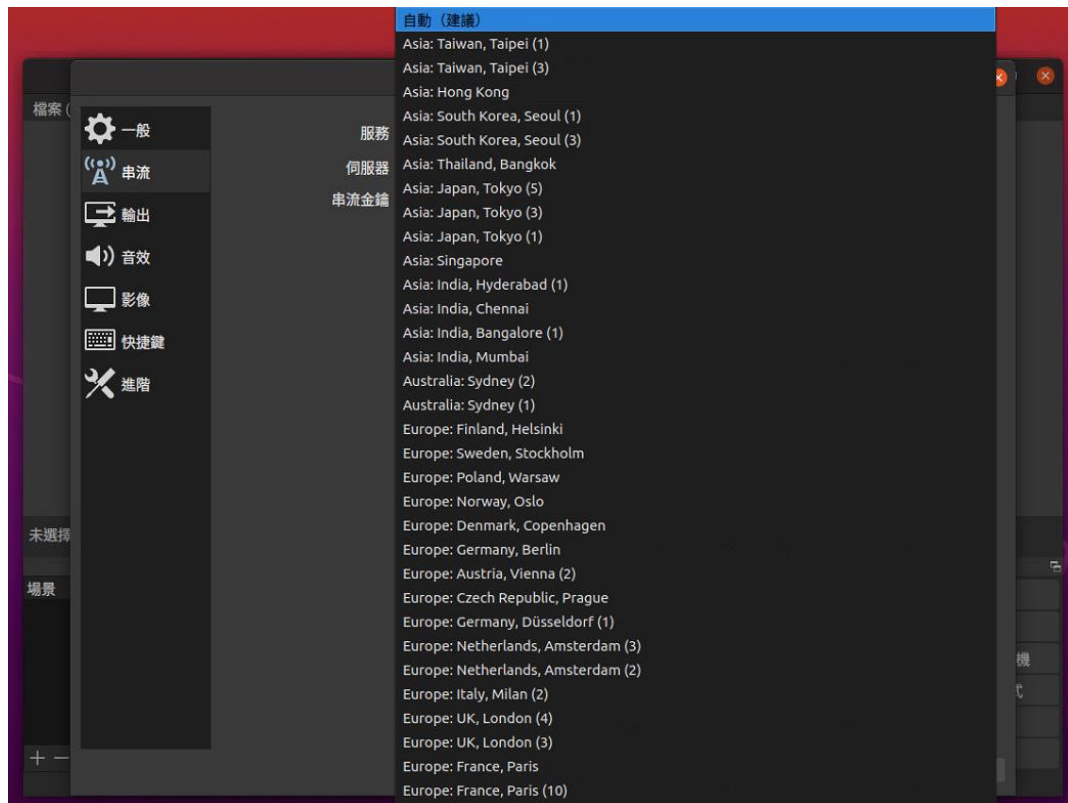 檔案 (
一般
串流
輸出
音效
影像
快捷鍵
進階
服務
伺服器
串流金鑰
自動（建議）
Asia: Taiwan, Taipei (1)
Asia: Taiwan, Taipei (3)
Asia: Hong Kong
Asia: South Korea, Seoul (1)
Asia: South Korea, Seoul (3)
Asia: Thailand, Bangkok
Asia: Japan, Tokyo (5)
Asia: Japan, Tokyo (3)
Asia: Japan, Tokyo (1)
Asia: Singapore
Asia: India, Hyderabad (1)
Asia: India, Chennai
Asia: India, Bangalore (1)
Asia: India, Mumbai
Australia: Sydney (2)
Australia: Sydney (1)
Europe: Finland, Helsinki
Europe: Sweden, Stockholm
Europe: Poland, Warsaw
Europe: Norway, Oslo
Europe: Denmark, Copenhagen
Europe: Germany, Berlin
Europe: Austria, Vienna (2)
Europe: Czech Republic, Prague
Europe: Germany, Düsseldorf (1)
Europe: Netherlands, Amsterdam (3)
Europe: Netherlands, Amsterdam (2)
Europe: Italy, Milan (2)
Europe: UK, London (4)
Europe: UK, London (3)
Europe: France, Paris
Europe: France, Paris (10)
未選擇
場景
機
式